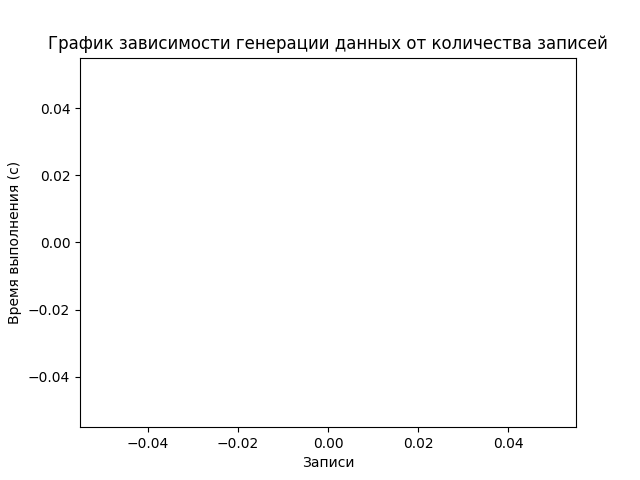 График зависимости генерации данных от количества записей
0.04
0.02
0.00
−0.02
−0.04
Время выполнения (с)
−0.04 −0.02 0.00 0.02 0.04
Записи